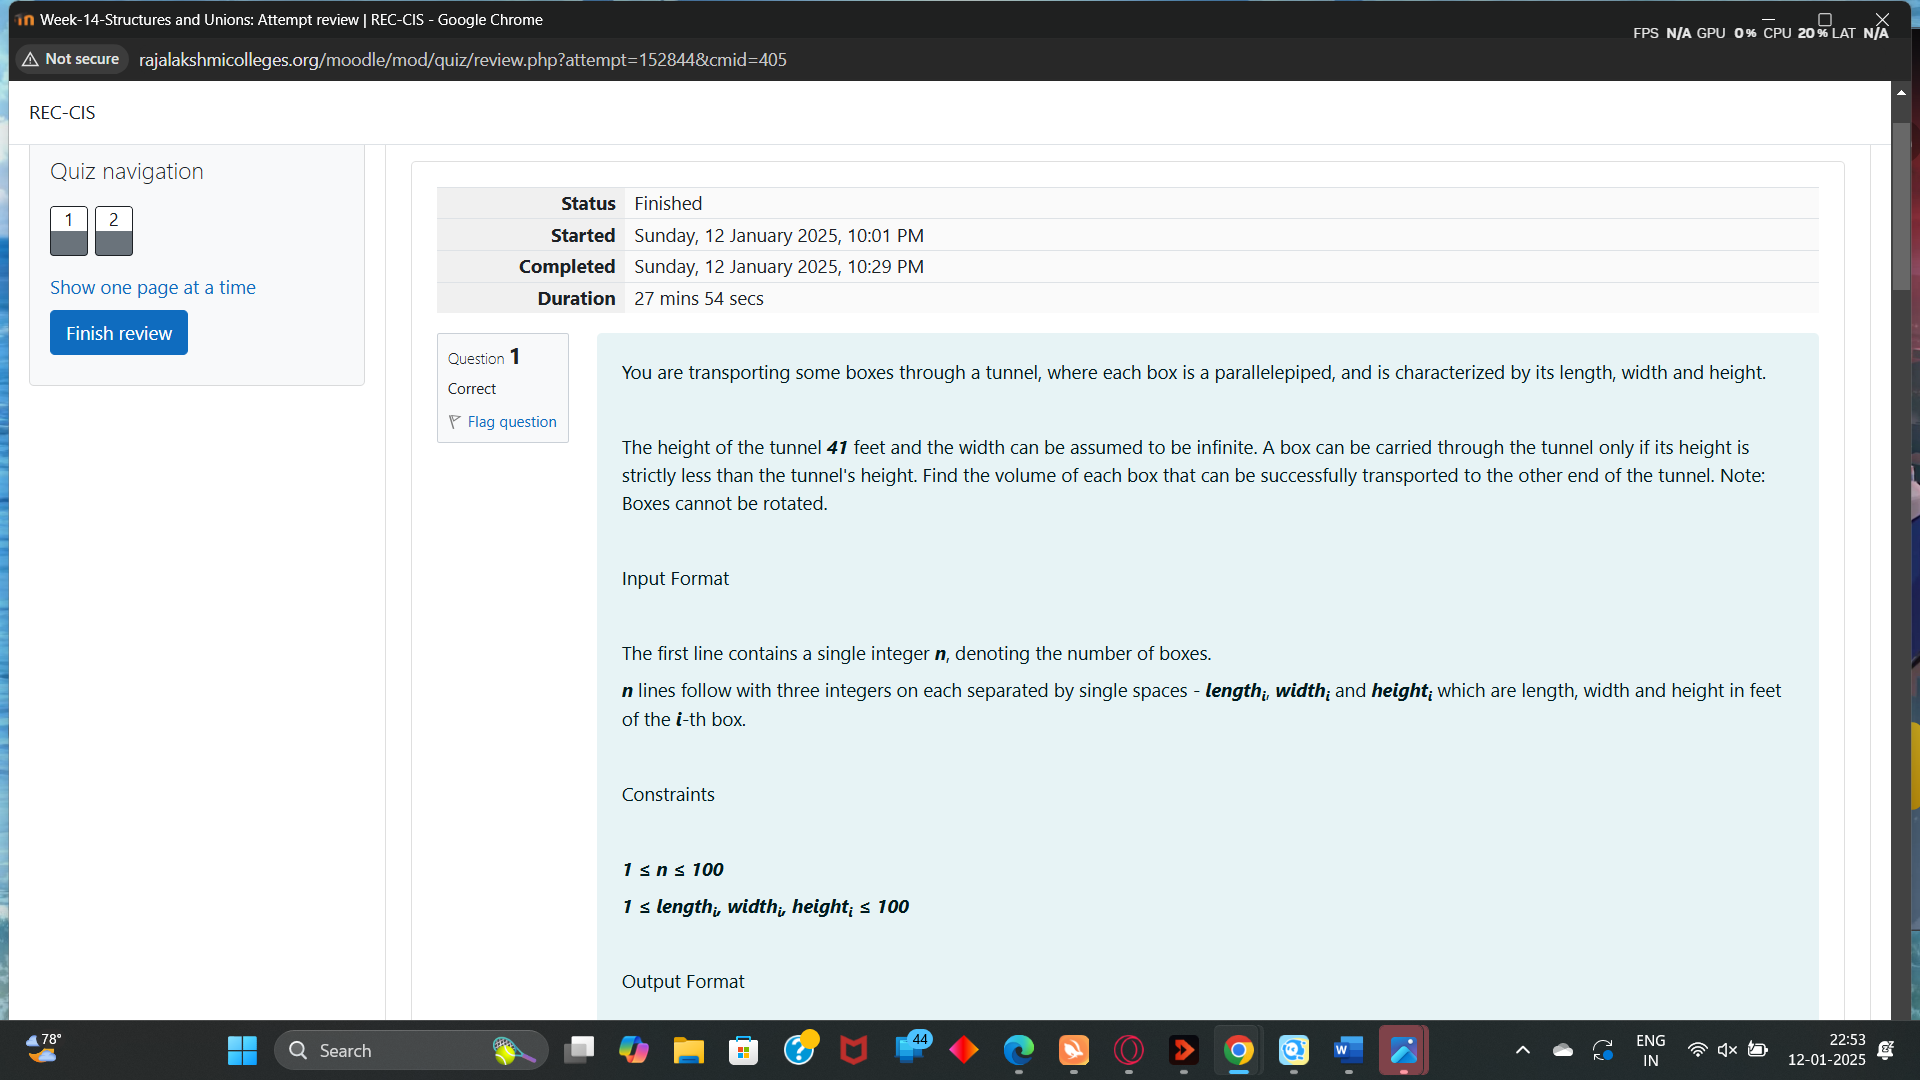 Week-14-Structures and Unions: Attempt review | REC-CIS - Google Chrome
FPS N/A GPU 0% CPU 20% LAT N/A
Not secure
rajalakshmicolleges.org/moodle/mod/quiz/review.php?attempt=152844&cmid=405
REC-CIS
Quiz navigation
1 2
Show one page at a time
Finish review
Status Finished
Started Sunday, 12 January 2025, 10:01 PM
Completed Sunday, 12 January 2025, 10:29 PM
Duration 27 mins 54 secs
Question 1
Correct
Flag question
You are transporting some boxes through a tunnel, where each box is a parallelepiped, and is characterized by its length, width and height.
The height of the tunnel 41 feet and the width can be assumed to be infinite. A box can be carried through the tunnel only if its height is
strictly less than the tunnel's height. Find the volume of each box that can be successfully transported to the other end of the tunnel. Note:
Boxes cannot be rotated.
Input Format
The first line contains a single integer n, denoting the number of boxes.
n lines follow with three integers on each separated by single spaces - lengthᵢ, widthᵢ and heightᵢ which are length, width and height in feet
of the i-th box.
Constraints
1 ≤ n ≤ 100
1 ≤ lengthᵢ, widthᵢ, heightᵢ ≤ 100
Output Format
78°
Search
44
ENG
IN
22:53
12-01-2025